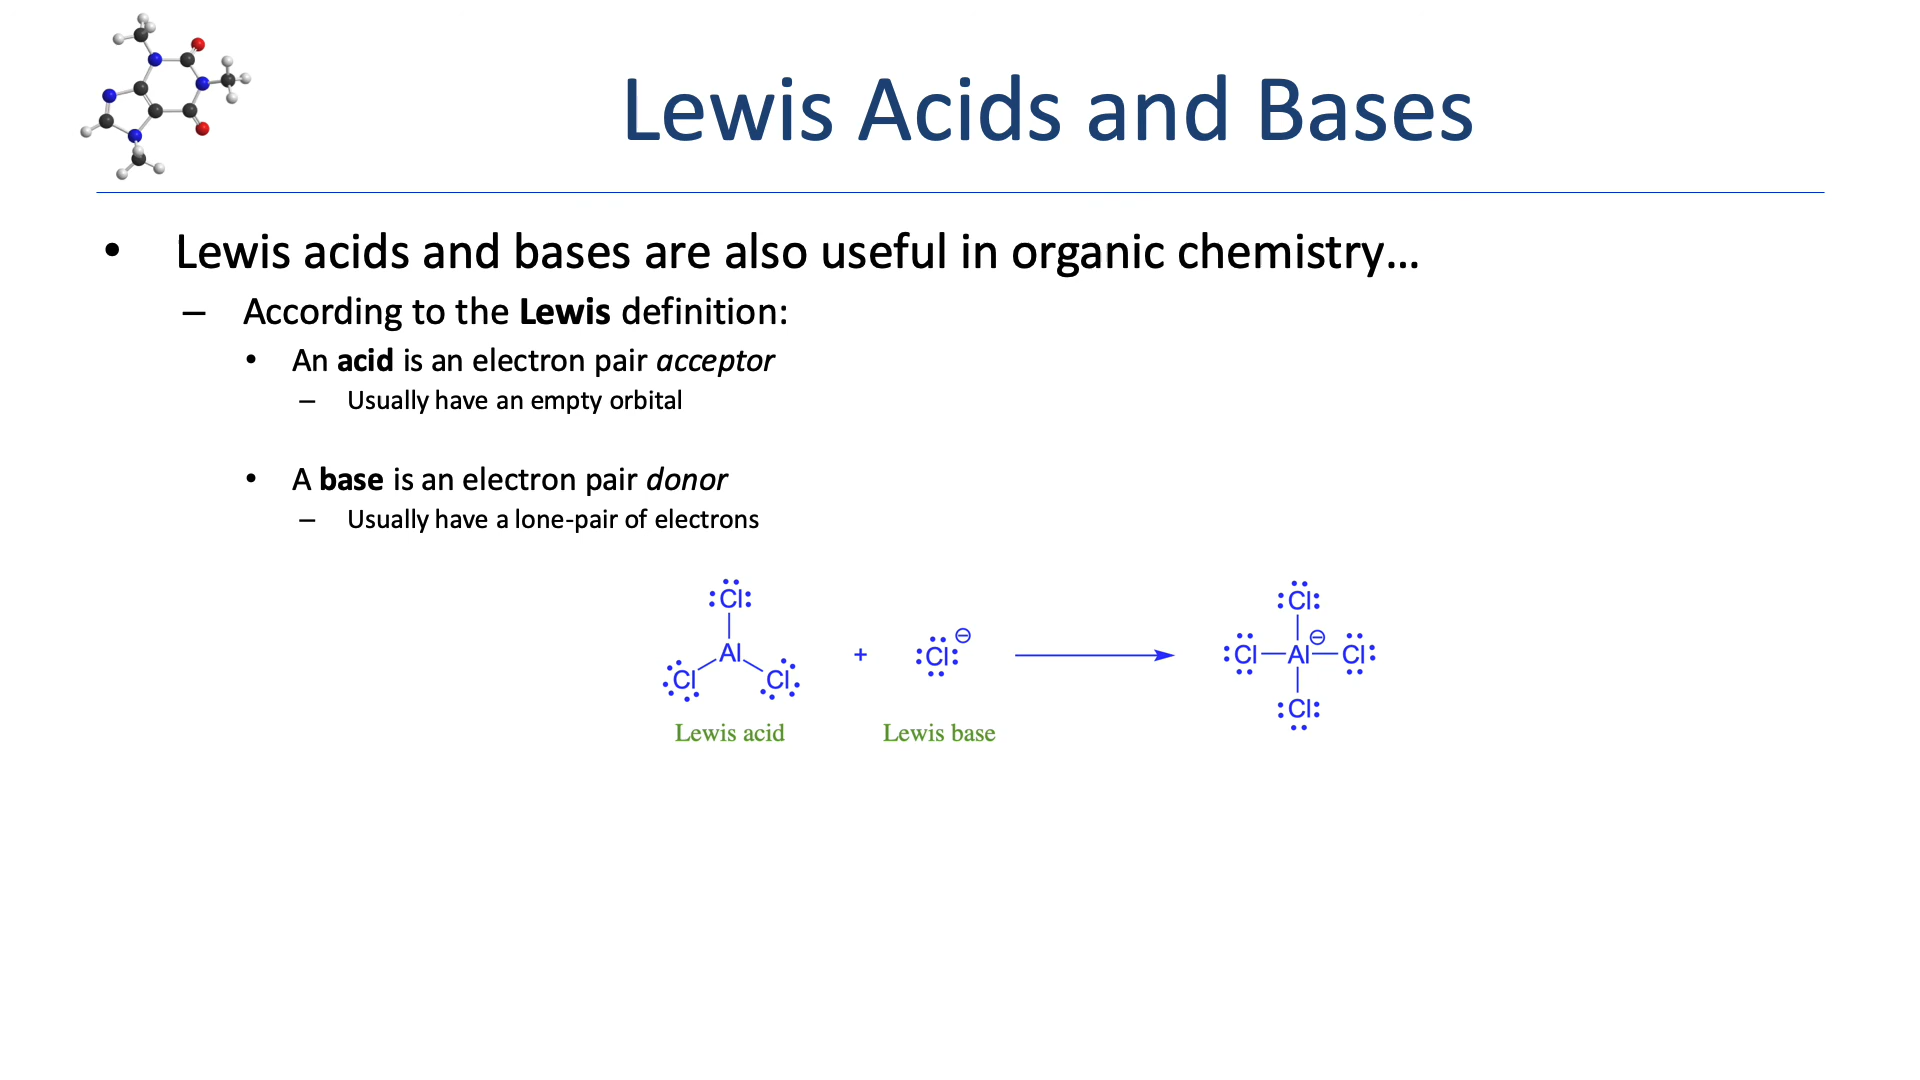 Lewis Acids and Bases
• Lewis acids and bases are also useful in organic chemistry…
– According to the Lewis definition:
• An acid is an electron pair acceptor
– Usually have an empty orbital
• A base is an electron pair donor
– Usually have a lone-pair of electrons
Cl
Al
Cl Cl
+
Cl ⊖
Cl
Cl Al ⊖ Cl
Cl
Lewis acid Lewis base